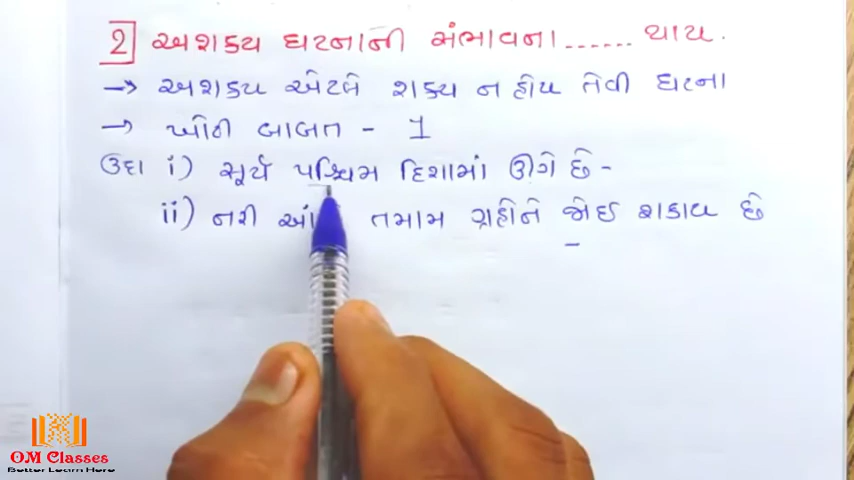 2 અશક્ય ઘટનાની સંભાવના ...... થાય.
→ અશક્ય એટલે શક્ય ન હોય તેવી ઘટના
→ ખોટી બાબત - 1
ઉદા i) સૂર્ય પશ્ચિમ દિશામાં ઊગે છે -
ii) નરી આં તમામ ગ્રહોને જોઈ શકાય છે
OM Classes
Better Learn Here